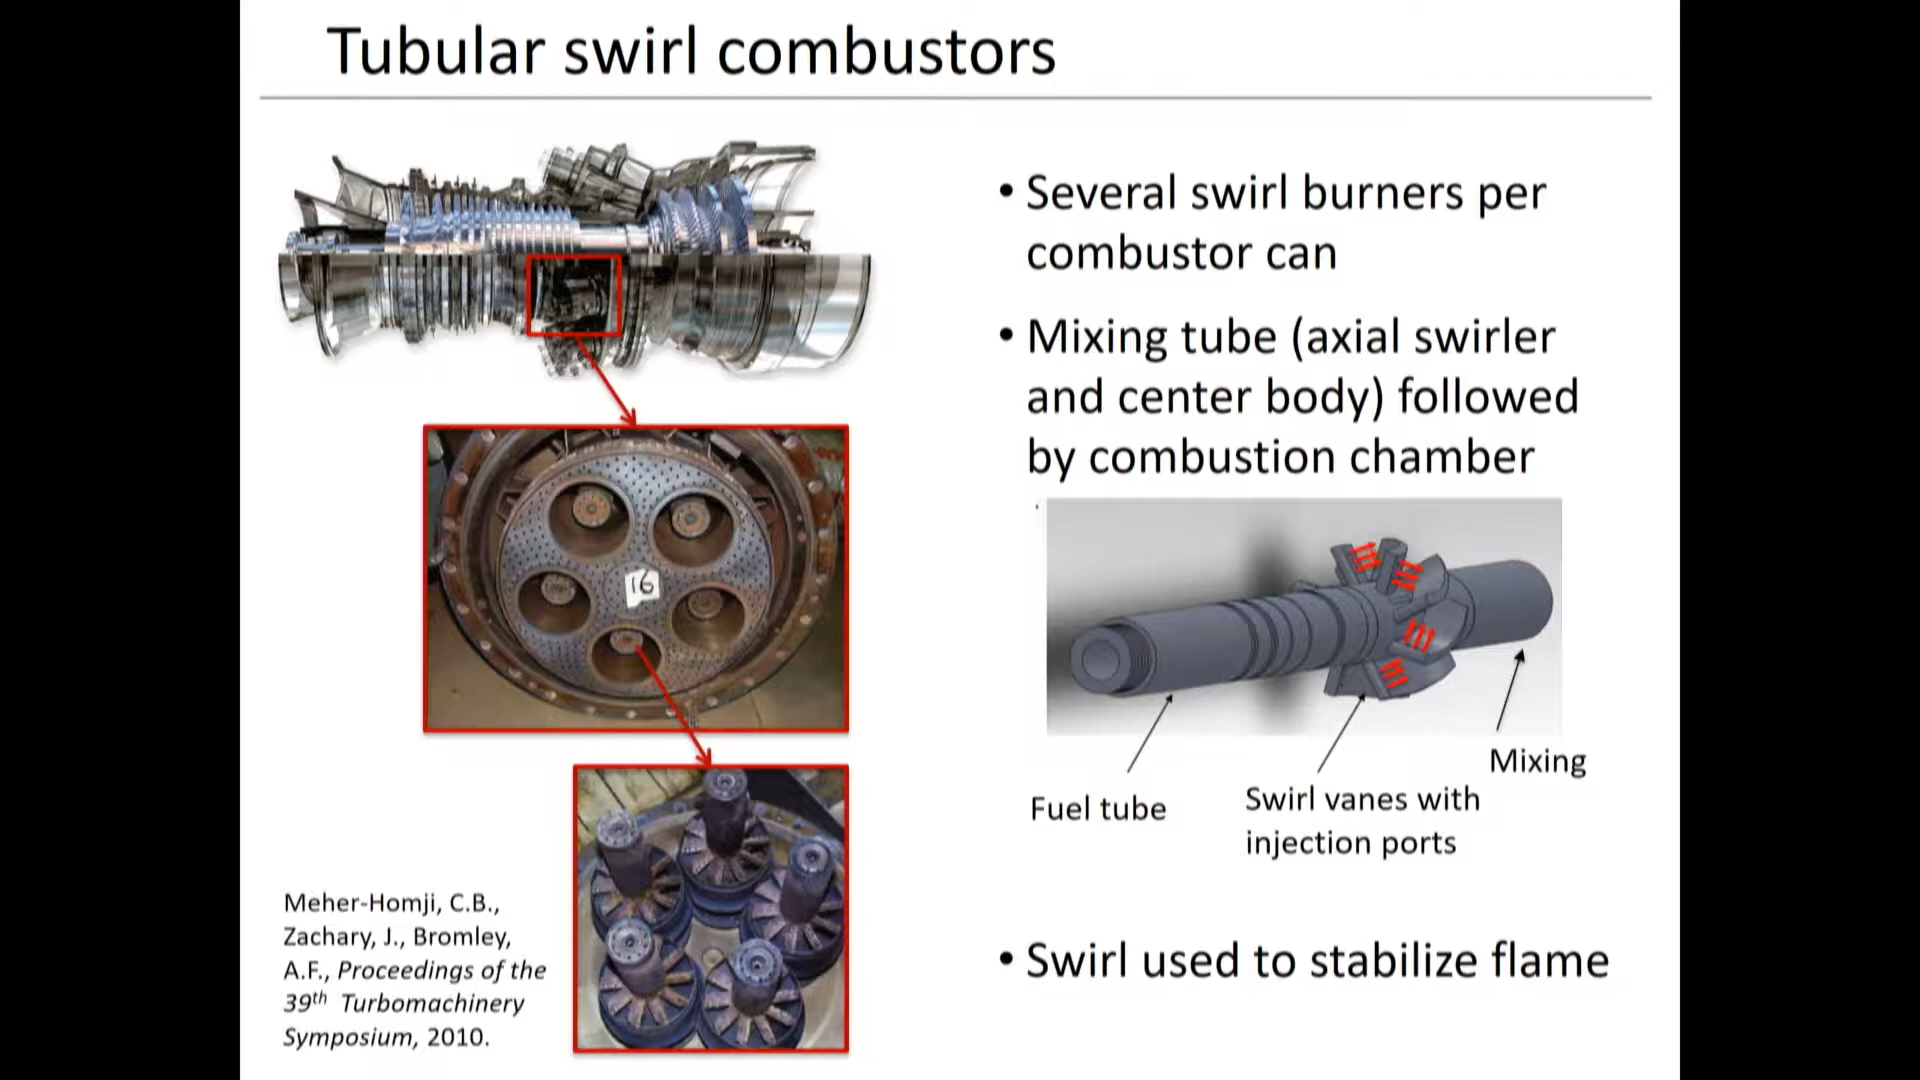 Tubular swirl combustors
• Several swirl burners per
combustor can
• Mixing tube (axial swirler
and center body) followed
by combustion chamber
16
Fuel tube
Swirl vanes with
injection ports
Mixing
Meher-Homji, C.B.,
Zachary, J., Bromley,
A.F., Proceedings of the
39th Turbomachinery
Symposium, 2010.
• Swirl used to stabilize flame